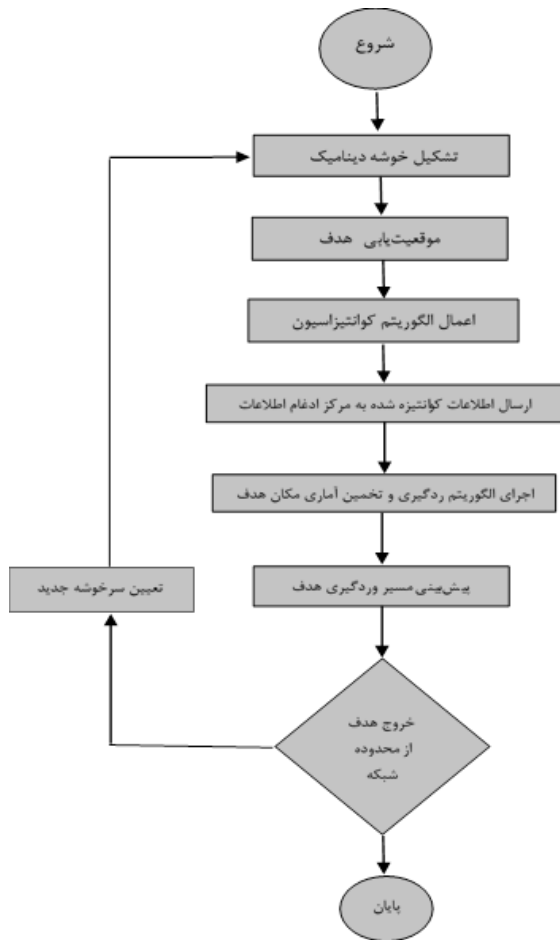 شروع
تشکیل خوشه دینامیک
موقعیت‌یابی هدف
اعمال الگوریتم کوانتیزاسیون
ارسال اطلاعات کوانتیزه شده به مرکز ادغام اطلاعات
اجرای الگوریتم ردگیری و تخمین آماری مکان هدف
پیش‌بینی مسیر وردگیری هدف
تعیین سرخوشه جدید
خروج هدف
از محدوده
شبکه
پایان